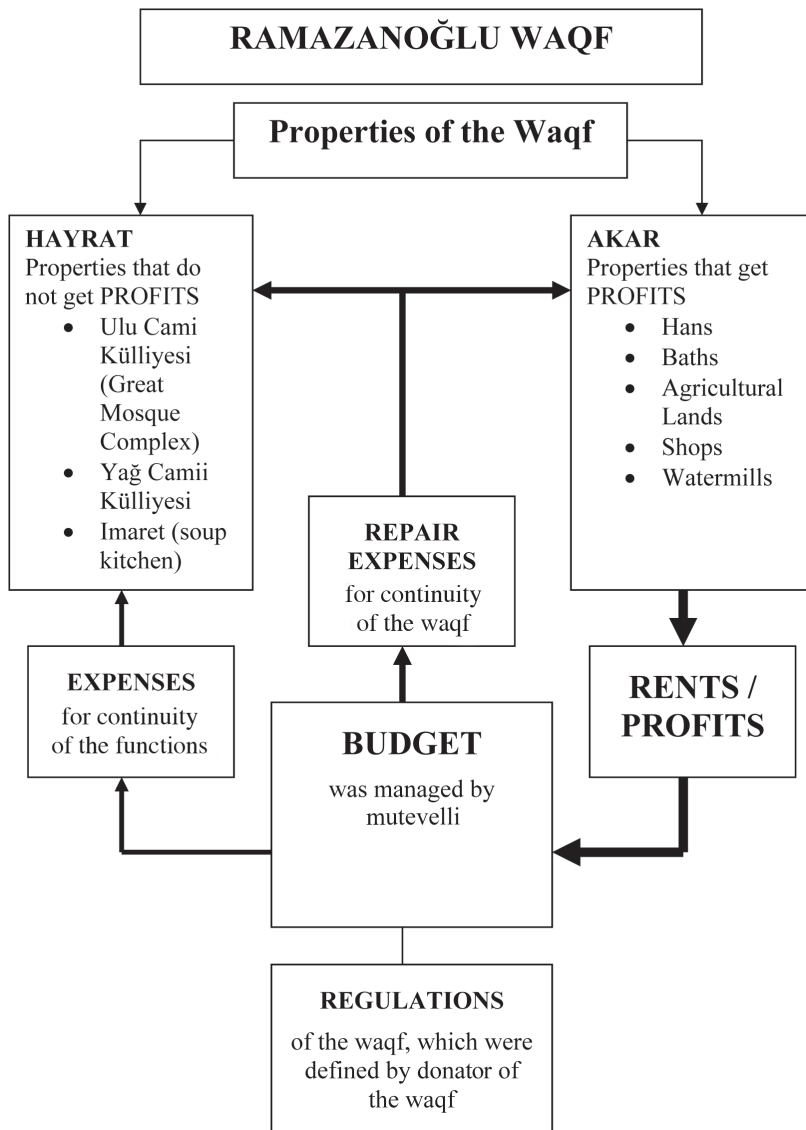 RAMAZANOĞLU WAQF
Properties of the Waqf
HAYRAT
Properties that do
not get PROFITS
• Ulu Cami
Külliyesi
(Great
Mosque
Complex)
• Yağ Camii
Külliyesi
• Imaret (soup
kitchen)
AKAR
Properties that get
PROFITS
• Hans
• Baths
• Agricultural
Lands
• Shops
• Watermills
REPAIR
EXPENSES
for continuity
of the waqf
EXPENSES
for continuity
of the functions
BUDGET
was managed by
mutevelli
RENTS /
PROFITS
REGULATIONS
of the waqf, which were
defined by donator of
the waqf